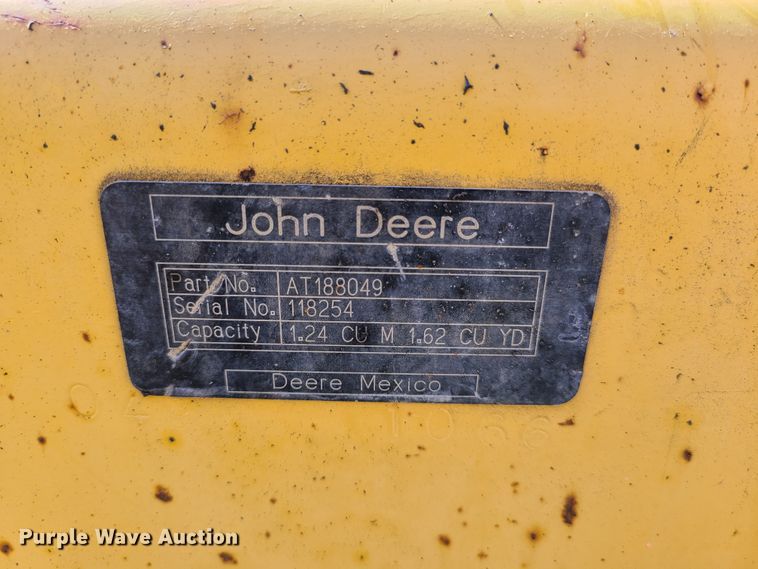 John Deere
Part No. AT188049
Serial No. 118254
Capacity 1.24 CU M 1.62 CU YD
Deere Mexico
Purple Wave Auction